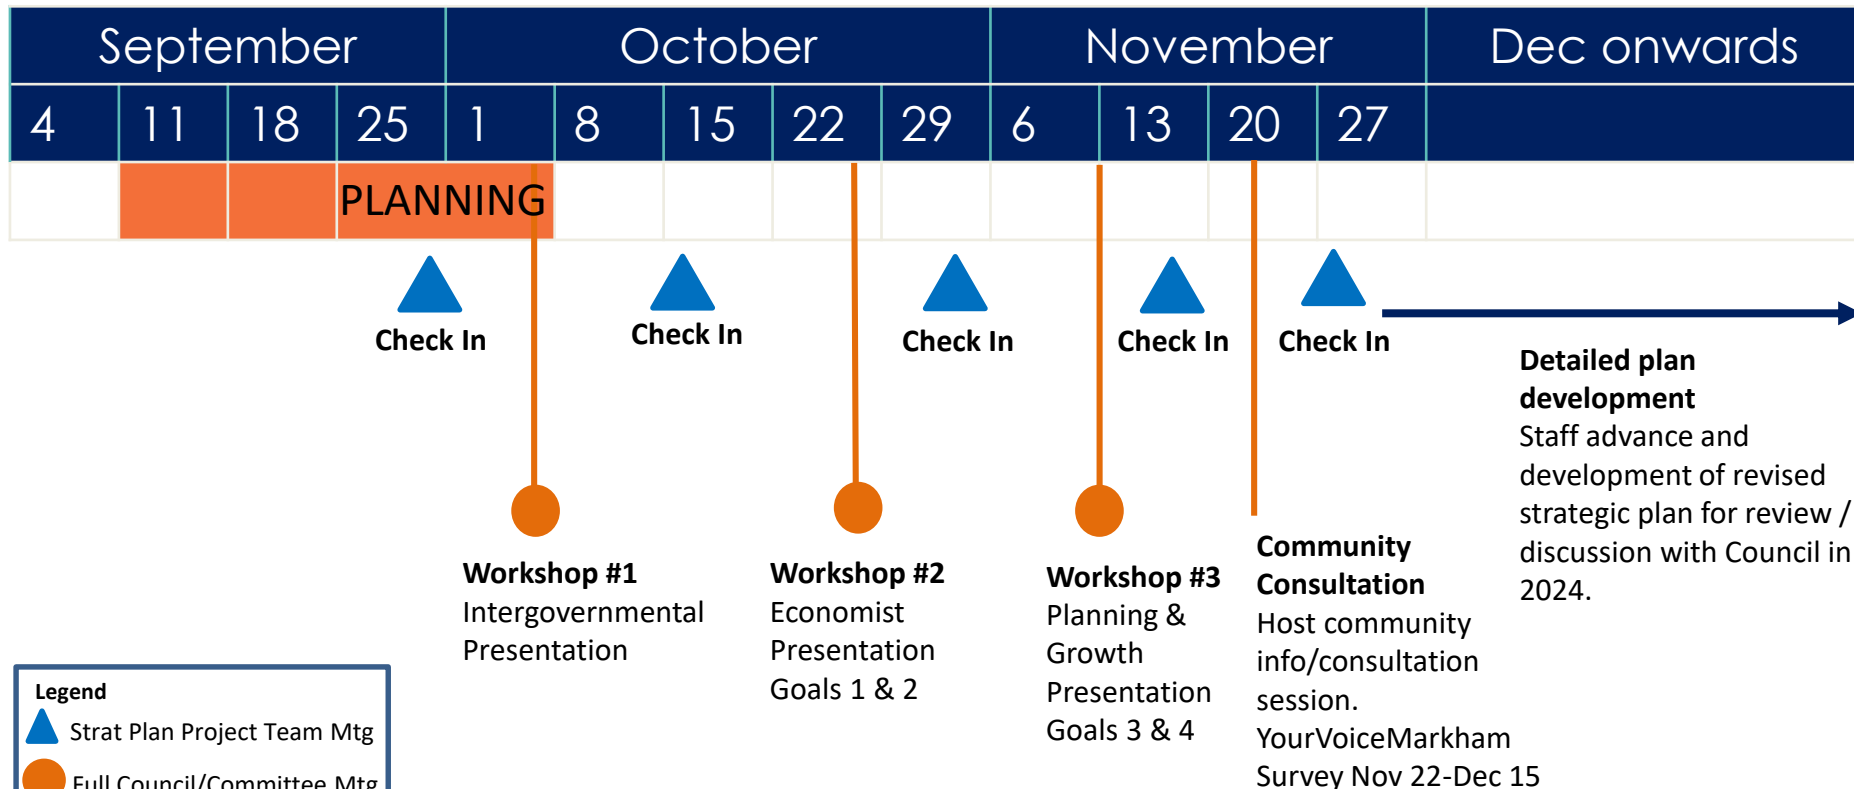 September October November Dec onwards
4 11 18 25 1 8 15 22 29 6 13 20 27
PLANNING
Check In Check In Check In Check In Check In
Workshop #1
Intergovernmental
Presentation
Workshop #2
Economist
Presentation
Goals 1 & 2
Workshop #3
Planning &
Growth
Presentation
Goals 3 & 4
Community
Consultation
Host community
info/consultation
session.
YourVoiceMarkham
Survey Nov 22-Dec 15
Detailed plan
development
Staff advance and
development of revised
strategic plan for review /
discussion with Council in
2024.
Legend
Strat Plan Project Team Mtg
Full Council/Committee Mtg